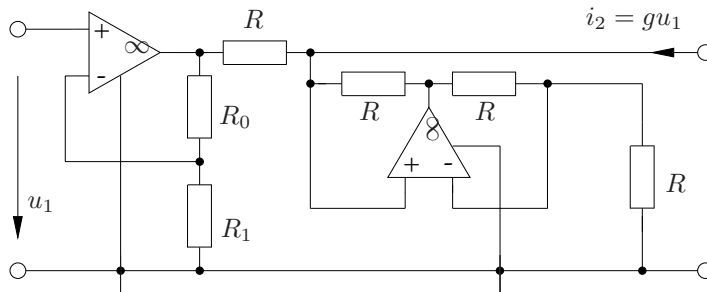 R
i₂ = gu₁
+
∞
-
R
R
R₀
∞
+
-
R
u₁
R₁